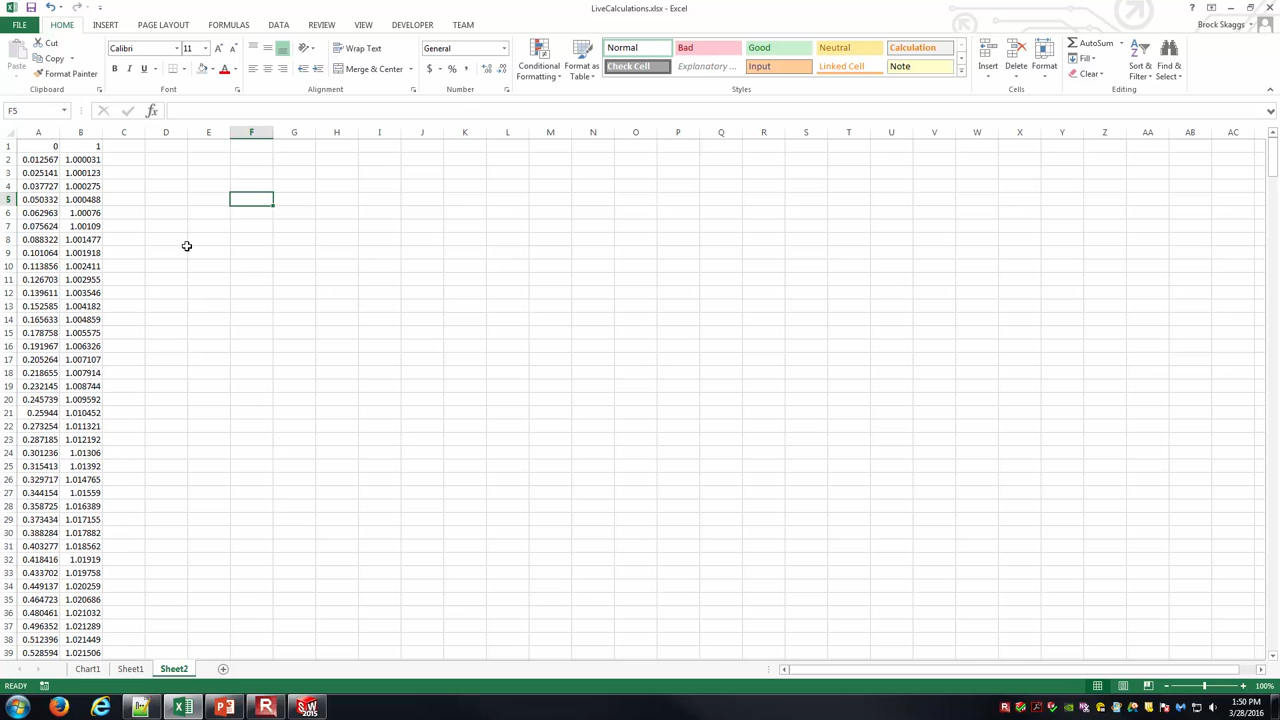 LiveCalculations.xlsx - Excel
FILE HOME INSERT PAGE LAYOUT FORMULAS DATA REVIEW VIEW DEVELOPER TEAM Brock Skaggs
Cut
Copy
Format Painter
Paste
Clipboard
Calibri 11
B I U
Font
Wrap Text
Merge & Center
Alignment
General
$ % ,
Number
Conditional Formatting
Format as Table
Normal Bad Good Neutral Calculation
Check Cell Explanatory ... Input Linked Cell Note
Styles
Insert Delete Format
Cells
AutoSum
Fill
Clear
Sort & Filter
Find & Select
Editing
F5 fx
A B C D E F G H I J K L M N O P Q R S T U V W X Y Z AA AB AC
1 0 1
2 0.012567 1.000031
3 0.025141 1.000123
4 0.037727 1.000275
5 0.050332 1.000488
6 0.062963 1.00076
7 0.075624 1.00109
8 0.088322 1.001477
9 0.101064 1.001918
10 0.113856 1.002411
11 0.126703 1.002955
12 0.139611 1.003546
13 0.152585 1.004182
14 0.165633 1.004859
15 0.178758 1.005575
16 0.191967 1.006326
17 0.205264 1.007107
18 0.218655 1.007914
19 0.232145 1.008744
20 0.245739 1.009592
21 0.25944 1.010452
22 0.273254 1.011321
23 0.287185 1.012192
24 0.301236 1.01306
25 0.315413 1.01392
26 0.329717 1.014765
27 0.344154 1.01559
28 0.358725 1.016389
29 0.373434 1.017155
30 0.388284 1.017882
31 0.403277 1.018562
32 0.418416 1.01919
33 0.433702 1.019758
34 0.449137 1.020259
35 0.464723 1.020686
36 0.480461 1.021032
37 0.496352 1.021289
38 0.512396 1.021449
39 0.528594 1.021506
Chart1 Sheet1 Sheet2
READY 100%
1:50 PM
3/28/2016